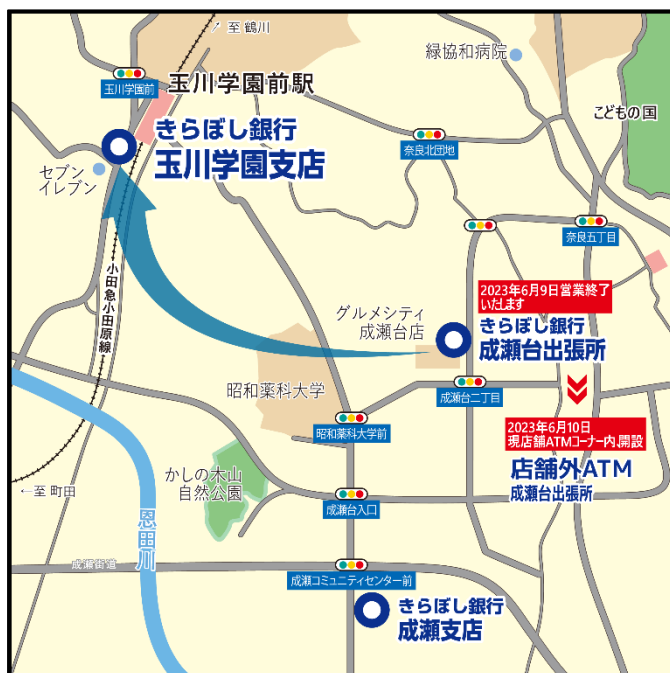 至 鶴川
緑協和病院
玉川学園前
玉川学園前駅
こどもの国
きらぼし銀行
玉川学園支店
奈良北団地
セブン
イレブン
奈良五丁目
小田急小田原線
2023年6月9日営業終了
いたします
グルメシティ
成瀬台店
きらぼし銀行
成瀬台出張所
昭和薬科大学
成瀬台二丁目
2023年6月10日
現店舗ATMコーナー内、開設
昭和薬科大学前
店舗外ATM
成瀬台出張所
かしの木山
自然公園
←至 町田
成瀬台入口
恩田川
成瀬街道
成瀬コミュニティセンター前
きらぼし銀行
成瀬支店